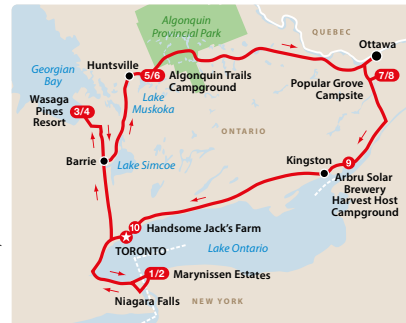 Algonquin
Provincial Park
QUEBEC
Ottawa
Georgian
Bay
Huntsville
5/6
Algonquin Trails
Campground
7/8
Popular Grove
Campsite
Wasaga
Pines
Resort
3/4
Lake
Muskoka
ONTARIO
Barrie
Lake Simcoe
Kingston
9
Arbru Solar
Brewery
Harvest Host
Campground
10
Handsome Jack's Farm
TORONTO
Lake Ontario
1/2
Marynissen Estates
Niagara Falls
NEW YORK